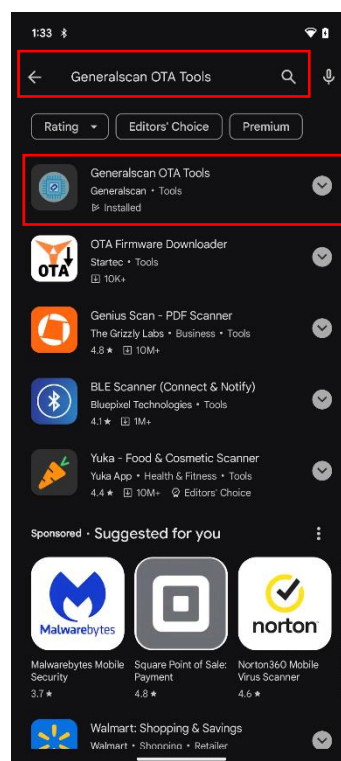 1:33
Generalscan OTA Tools
Rating
Editors' Choice
Premium
Generalscan OTA Tools
Generalscan • Tools
Installed
OTA
OTA Firmware Downloader
Startec • Tools
10K+
Genius Scan - PDF Scanner
The Grizzly Labs • Business • Tools
4.8★ 10M+
BLE Scanner (Connect & Notify)
Bluepixel Technologies • Tools
4.1★ 1M+
Yuka - Food & Cosmetic Scanner
Yuka App • Health & Fitness • Tools
4.4★ 10M+ Editors' Choice
Sponsored · Suggested for you
Malwarebytes
norton
Malwarebytes Mobile Security
3.7★
Square Point of Sale: Payment
4.8★
Norton360 Mobile Virus Scanner
4.6★
Walmart: Shopping & Savings
Walmart • Shopping • Retailer